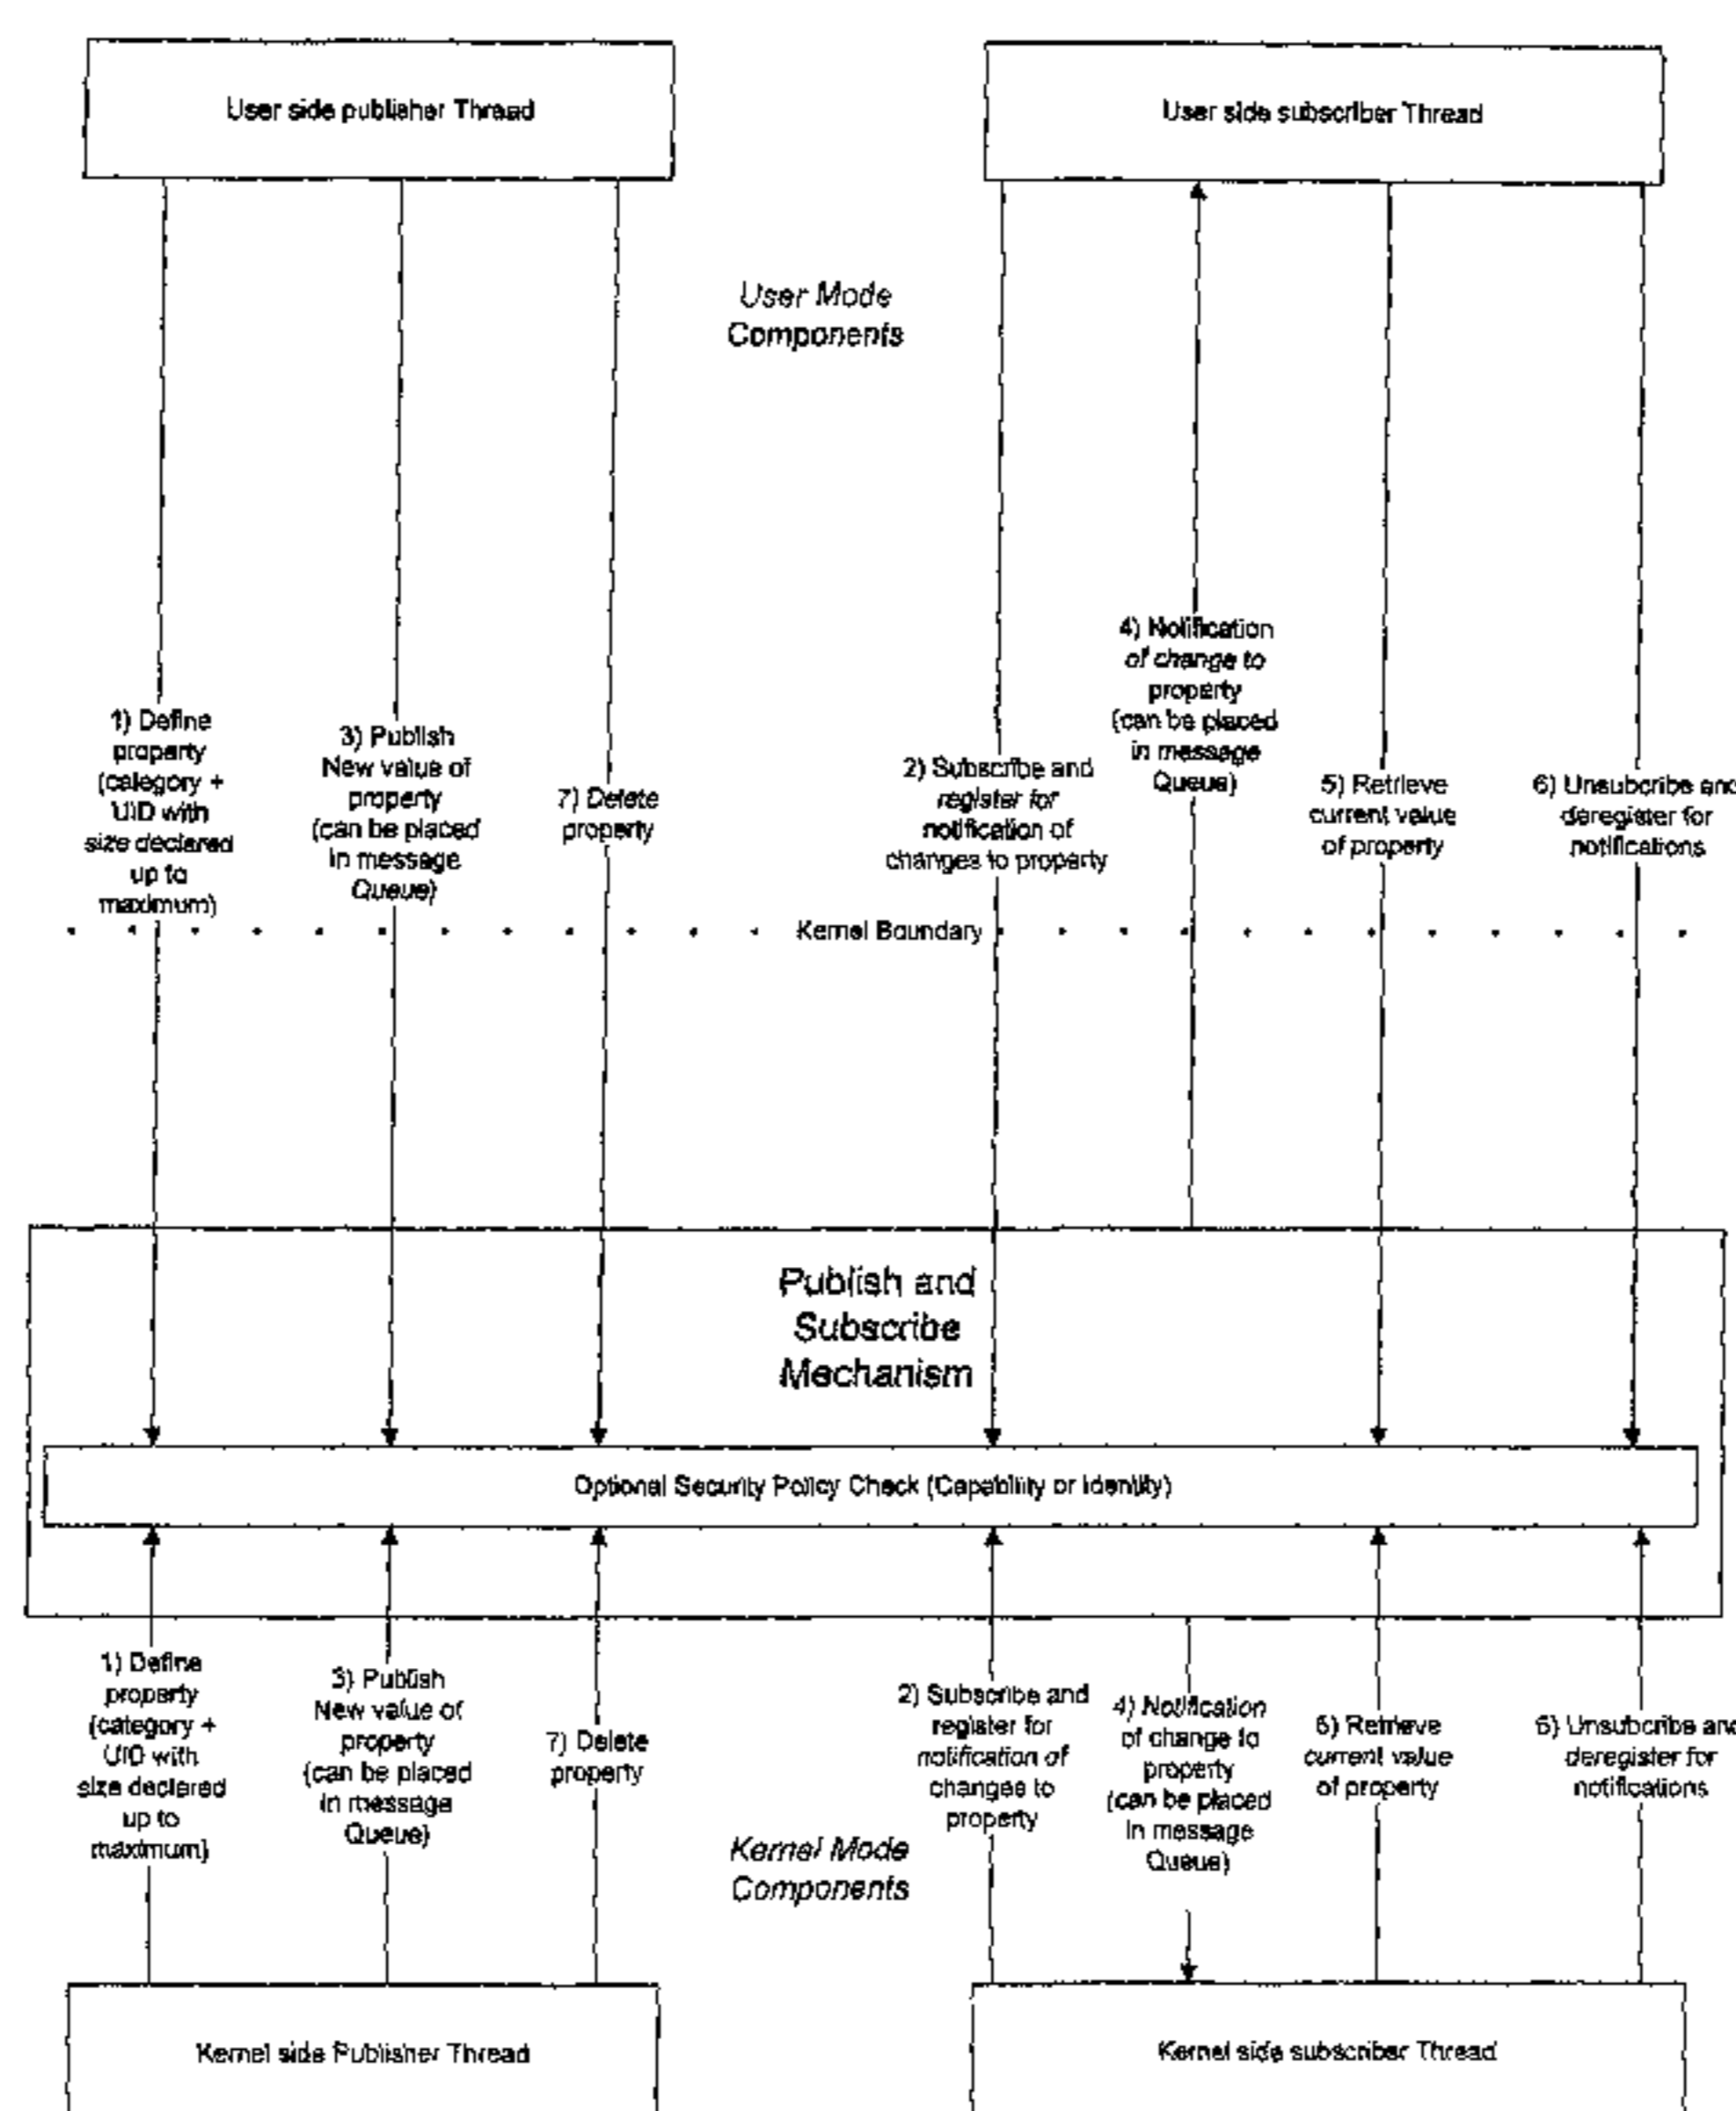 User side publisher Thread
User side subscriber Thread
User Mode
Components
1) Define
property
(category +
UID with
size declared
up to
maximum)
3) Publish
New value of
property
(can be placed
in message
Queue)
7) Delete
property
2) Subscribe and
register for
notification of
changes to property
4) Notification
of change to
property
(can be placed
in message
Queue)
5) Retrieve
current value
of property
6) Unsubcribe and
deregister for
notifications
Kernel Boundary
Publish and
Subscribe
Mechanism
Optional Security Policy Check (Capability or Identity)
1) Define
property
(category +
UID with
size declared
up to
maximum)
3) Publish
New value of
property
(can be placed
in message
Queue)
7) Delete
property
2) Subscribe and
register for
notification of
changes to
property
4) Notification
of change to
property
(can be placed
in message
Queue)
5) Retrieve
current value
of property
6) Unsubcribe and
deregister for
notifications
Kernel Mode
Components
Kernel side Publisher Thread
Kernel side subscriber Thread